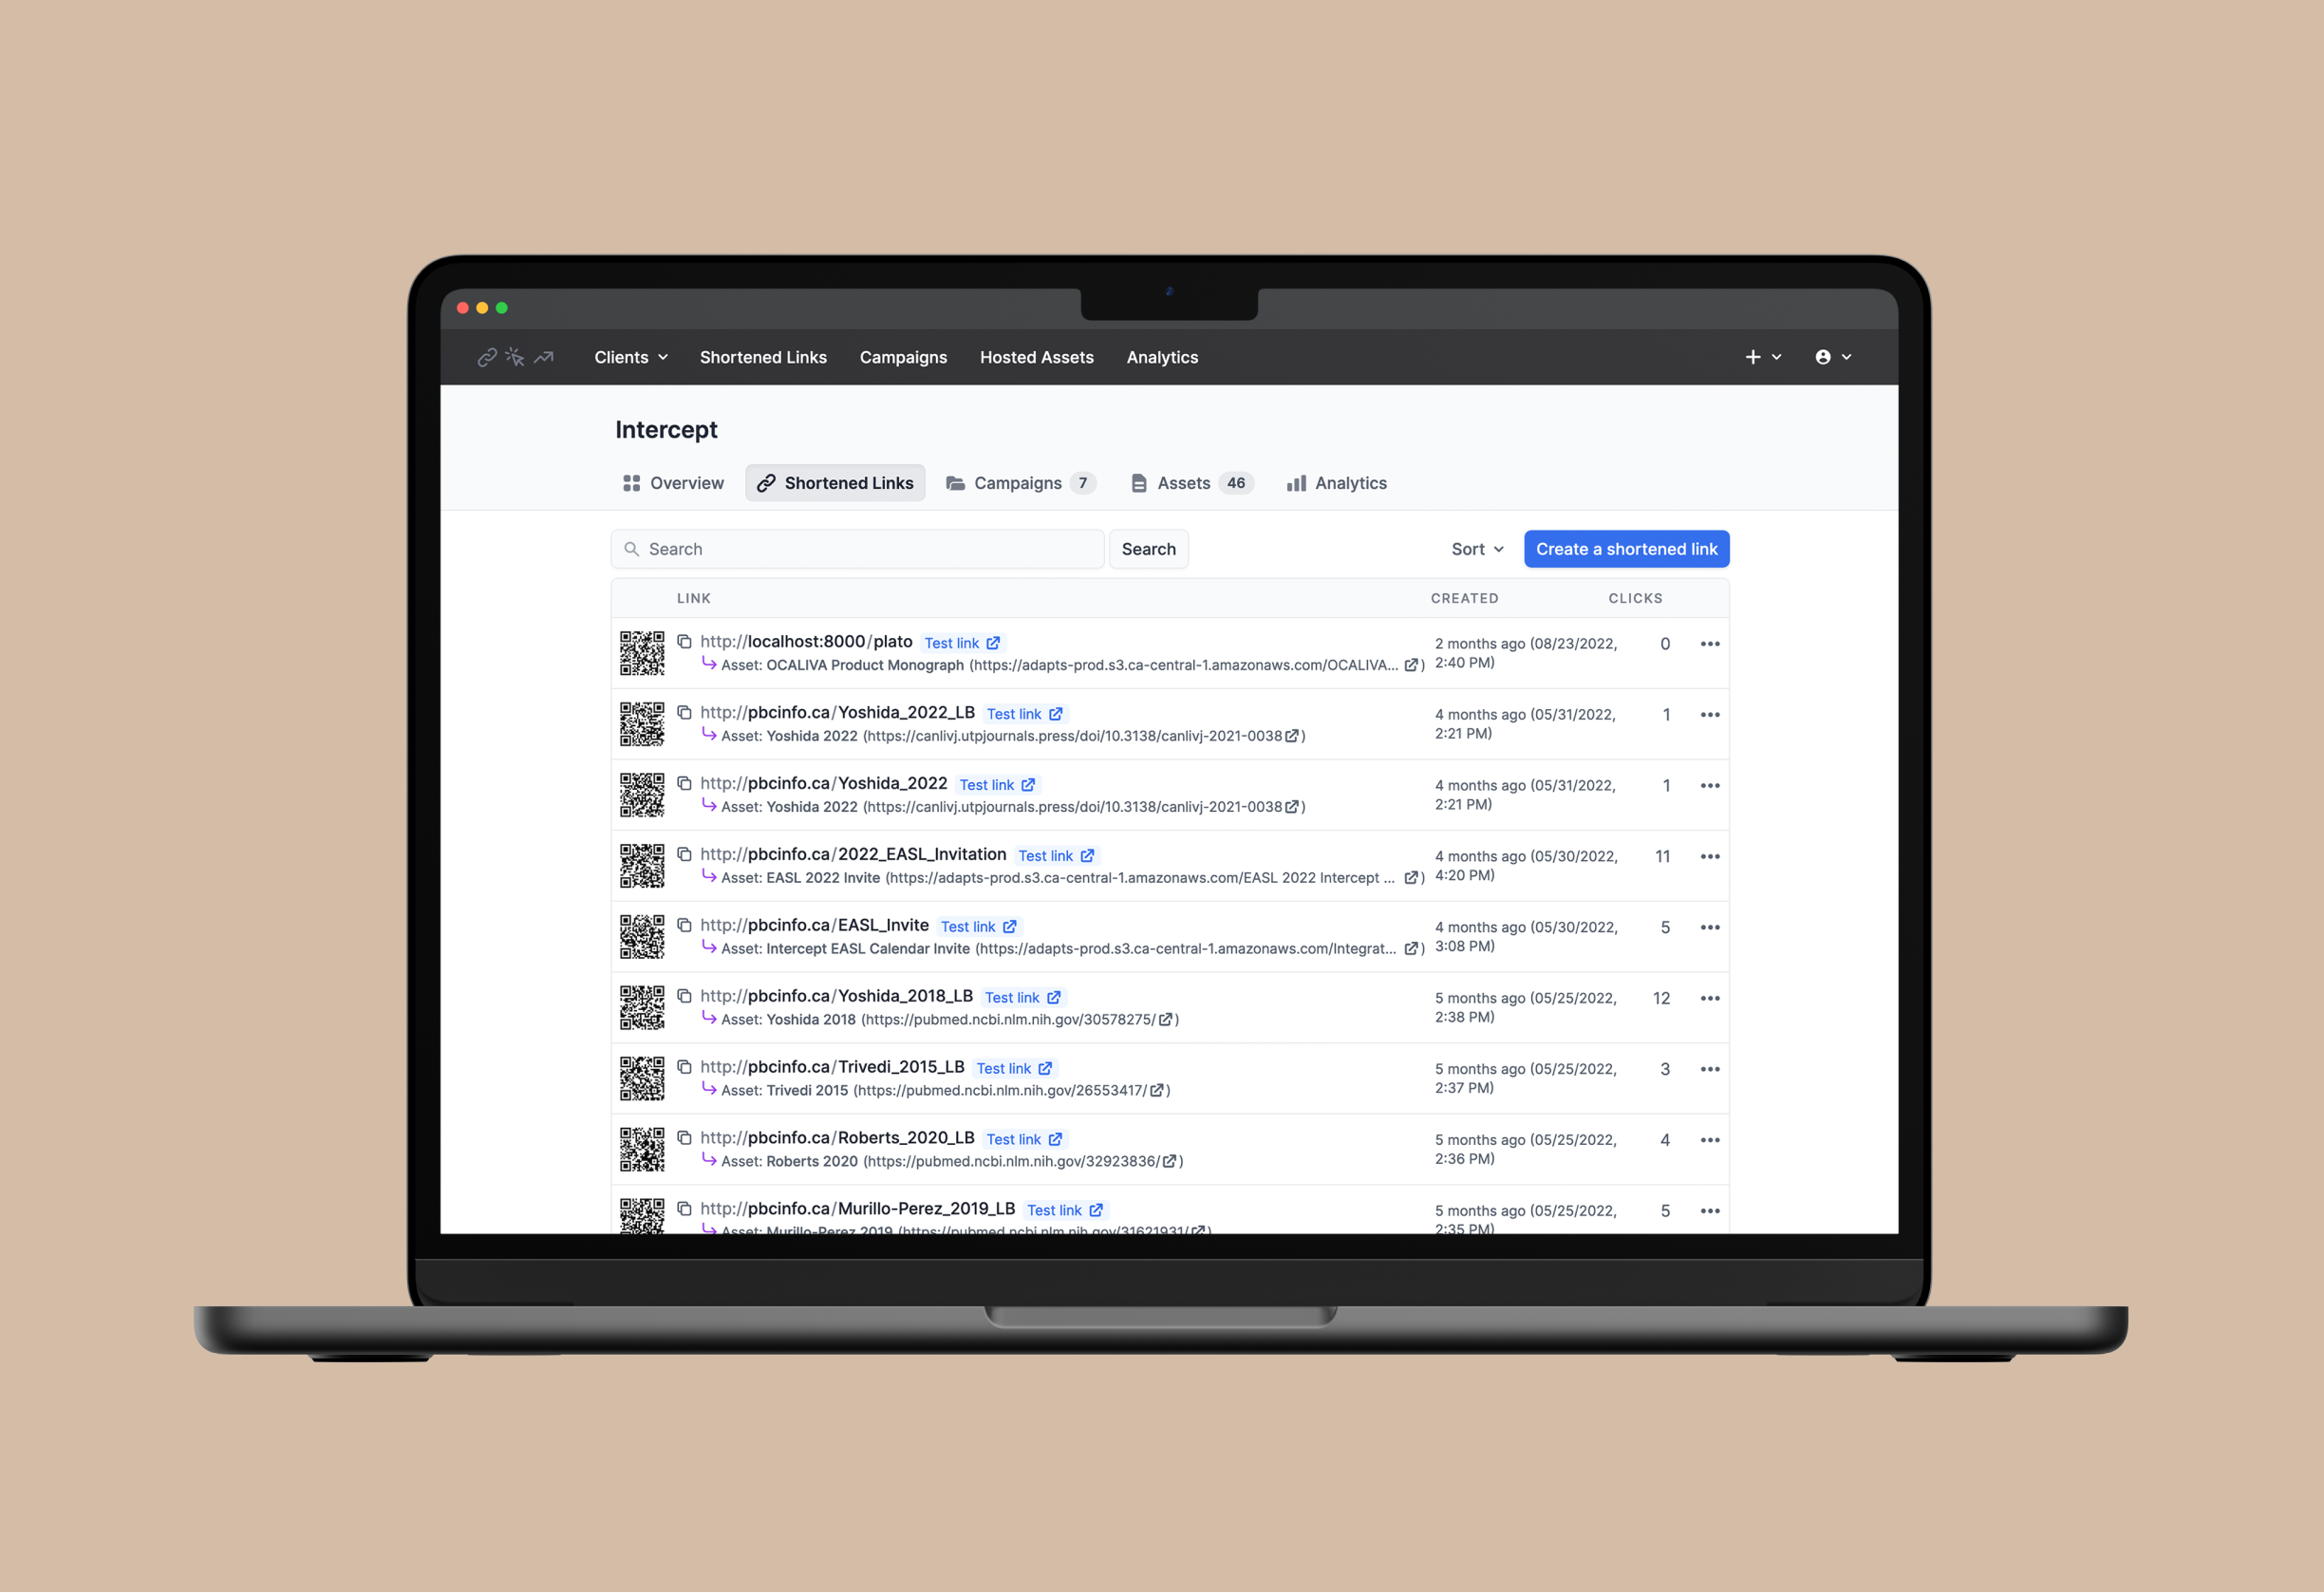 Clients Shortened Links Campaigns Hosted Assets Analytics
Intercept
Overview Shortened Links Campaigns 7 Assets 46 Analytics
Search Search Sort Create a shortened link
LINK CREATED CLICKS
http://localhost:8000/plato Test link 2 months ago (08/23/2022, 0
Asset: OCALIVA Product Monograph (https://adapts-prod.s3.ca-central-1.amazonaws.com/OCALIVA... ) 2:40 PM)
http://pbcinfo.ca/Yoshida_2022_LB Test link 4 months ago (05/31/2022, 1
Asset: Yoshida 2022 (https://canlivj.utpjournals.press/doi/10.3138/canlivj-2021-0038 ) 2:21 PM)
http://pbcinfo.ca/Yoshida_2022 Test link 4 months ago (05/31/2022, 1
Asset: Yoshida 2022 (https://canlivj.utpjournals.press/doi/10.3138/canlivj-2021-0038 ) 2:21 PM)
http://pbcinfo.ca/2022_EASL_Invitation Test link 4 months ago (05/30/2022, 11
Asset: EASL 2022 Invite (https://adapts-prod.s3.ca-central-1.amazonaws.com/EASL 2022 Intercept ... ) 4:20 PM)
http://pbcinfo.ca/EASL_Invite Test link 4 months ago (05/30/2022, 5
Asset: Intercept EASL Calendar Invite (https://adapts-prod.s3.ca-central-1.amazonaws.com/Integrat... ) 3:08 PM)
http://pbcinfo.ca/Yoshida_2018_LB Test link 5 months ago (05/25/2022, 12
Asset: Yoshida 2018 (https://pubmed.ncbi.nlm.nih.gov/30578275/ ) 2:38 PM)
http://pbcinfo.ca/Trivedi_2015_LB Test link 5 months ago (05/25/2022, 3
Asset: Trivedi 2015 (https://pubmed.ncbi.nlm.nih.gov/26553417/ ) 2:37 PM)
http://pbcinfo.ca/Roberts_2020_LB Test link 5 months ago (05/25/2022, 4
Asset: Roberts 2020 (https://pubmed.ncbi.nlm.nih.gov/32923836/ ) 2:36 PM)
http://pbcinfo.ca/Murillo-Perez_2019_LB Test link 5 months ago (05/25/2022, 5
Asset: Murillo-Perez 2019 (https://pubmed.ncbi.nlm.nih.gov/31621931/ ) 2:35 PM)